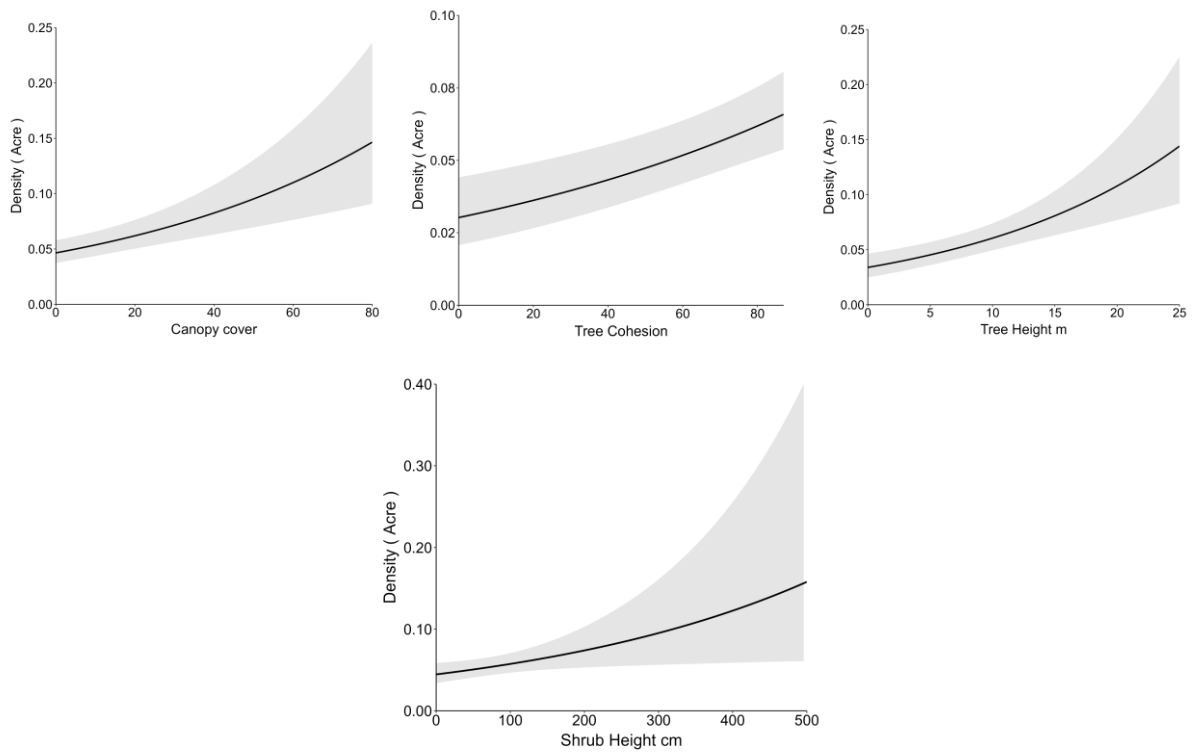 0.25
0.20
0.15
0.10
0.05
0.00
Density ( Acre )
0 20 40 60 80
Canopy cover
0.10
0.08
0.05
0.02
0.00
Density ( Acre )
0 20 40 60 80
Tree Cohesion
0.25
0.20
0.15
0.10
0.05
0.00
Density ( Acre )
0 5 10 15 20 25
Tree Height m
0.40
0.30
0.20
0.10
0.00
Density ( Acre )
0 100 200 300 400 500
Shrub Height cm